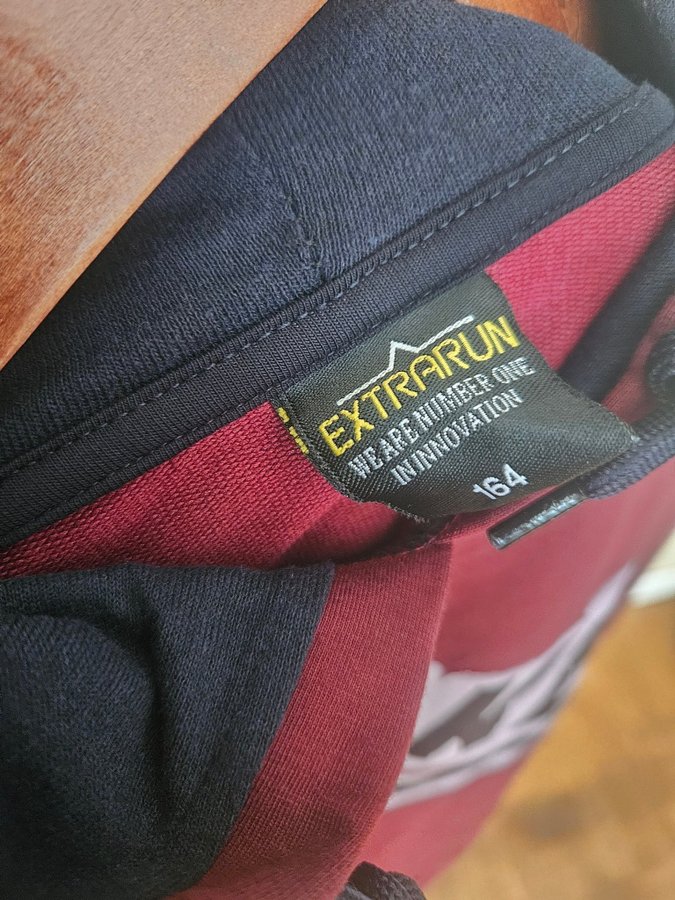 EXTRARUN
WE ARE NUMBER ONE
IN INNOVATION
164